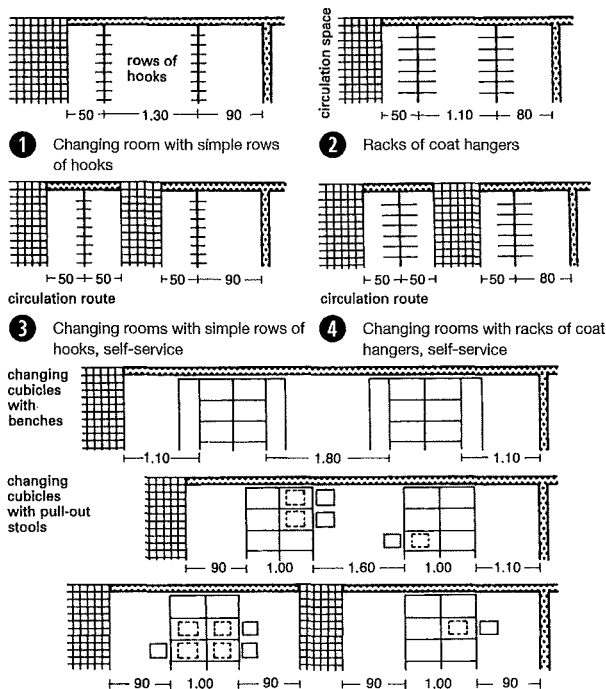 circulation space
rows of
hooks
50 1.30 90
50 1.10 80
1 Changing room with simple rows
of hooks
2 Racks of coat hangers
50 50 50 90
circulation route
50 50 50 80
circulation route
3 Changing rooms with simple rows of
hooks, self-service
4 Changing rooms with racks of coat
hangers, self-service
changing
cubicles
with
benches
1.10 1.80 1.10
changing
cubicles
with pull-out
stools
90 1.00 1.60 1.00 1.10
90 1.00 90 90 1.00 90